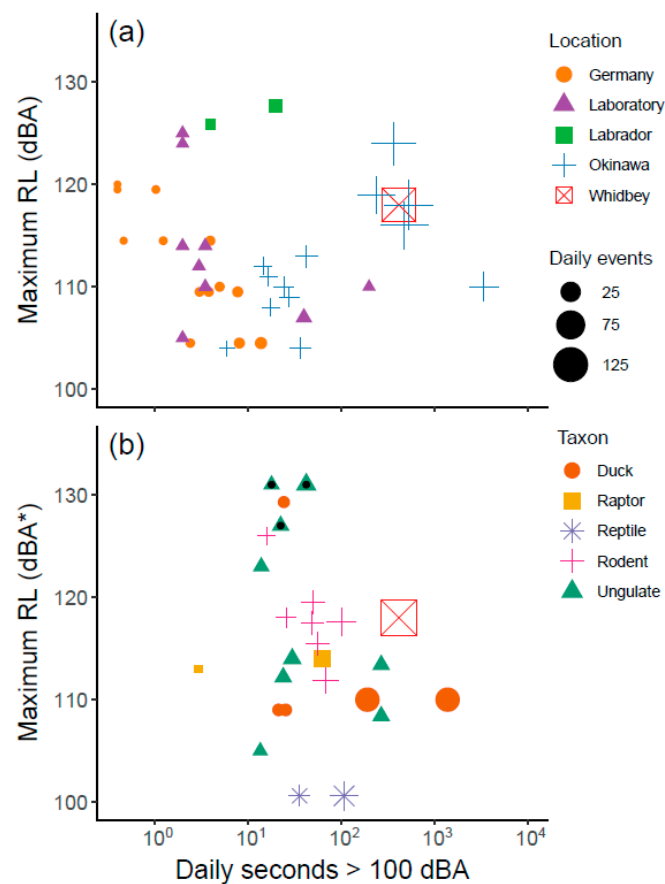 (a)
Maximum RL (dBA)
130
120
110
100
Location
Germany
Laboratory
Labrador
Okinawa
Whidbey
Daily events
25
75
125
(b)
Maximum RL (dBA*)
130
120
110
100
10⁰ 10¹ 10² 10³ 10⁴
Daily seconds > 100 dBA
Taxon
Duck
Raptor
Reptile
Rodent
Ungulate